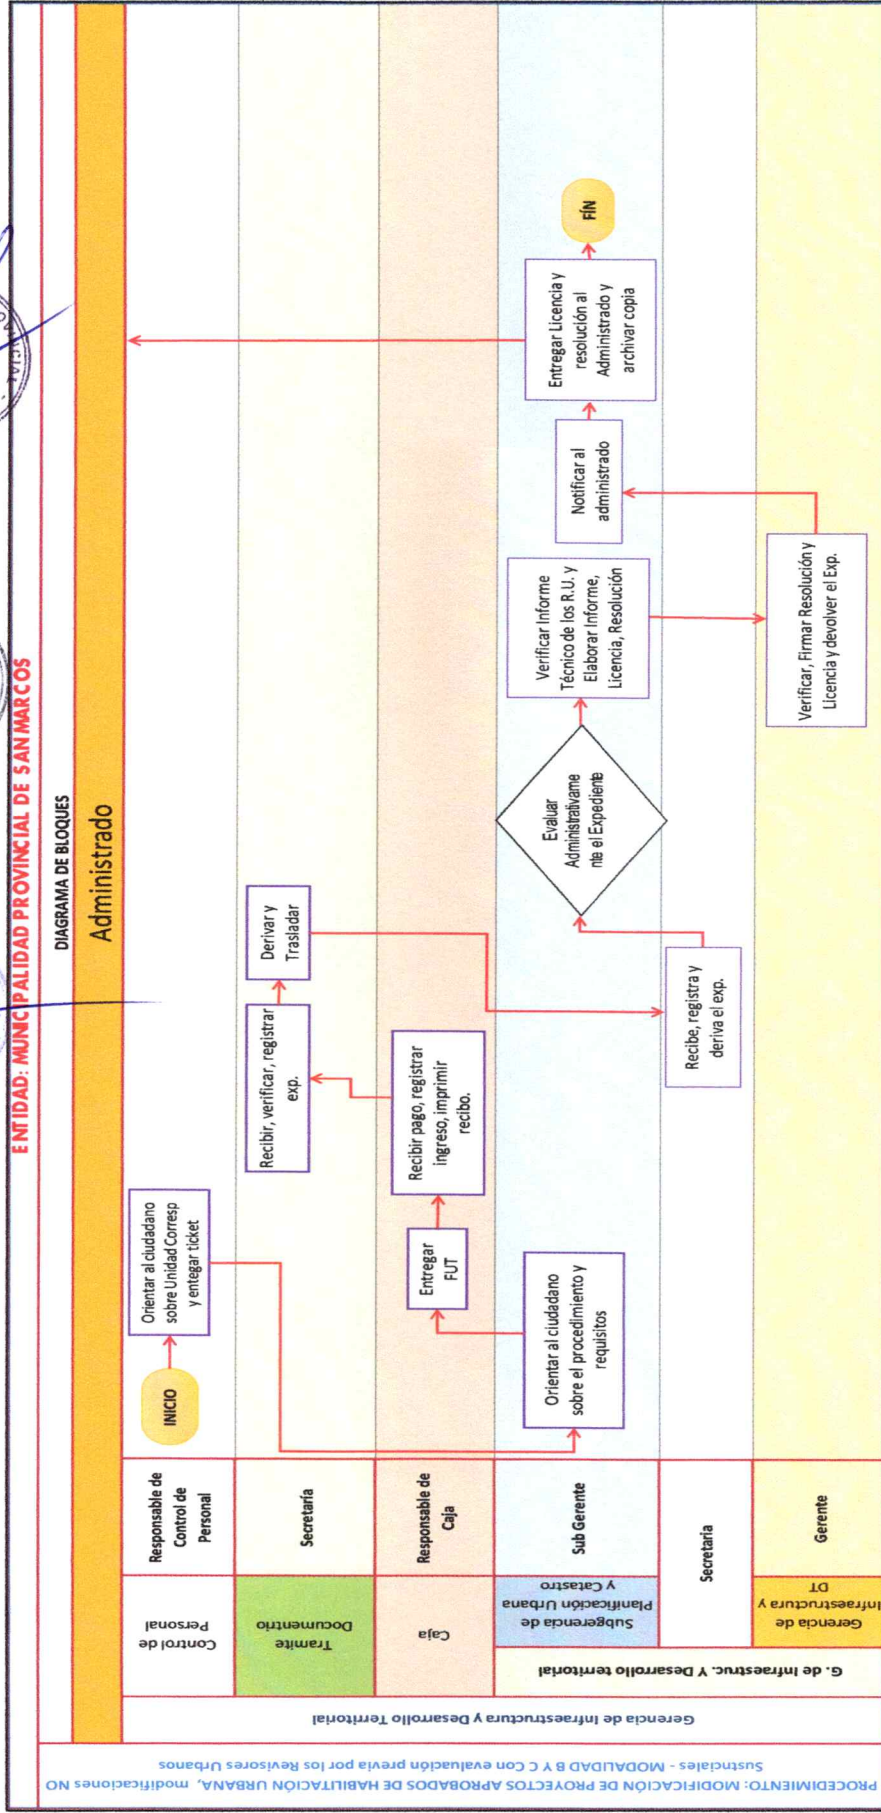 ENTIDAD: MUNICIPALIDAD PROVINCIAL DE SAN MARCOS
DIAGRAMA DE BLOQUES
Administrado
PROCEDIMIENTO: MODIFICACIÓN DE PROYECTOS APROBADOS DE HABILITACIÓN URBANA, modificaciones NO
Sustnciales - MODALIDAD B Y C Con evaluación previa por los Revisores Urbanos
Gerencia de Infraestructura y Desarrollo Territorial
Control de
Personal
Responsable de
Control de
Personal
INICIO
Orientar al ciudadano
sobre Unidad Corresp
y entegar ticket
Tramite
Documentrio
Secretaría
Recibir, verificar, registrar
exp.
Derivar y
Trasladar
Caja
Responsable de
Caja
Entregar
FUT
Recibir pago, registrar
ingreso, imprimir
recibo.
G. de Infraestruc. Y Desarrollo territorial
Subgerencia de
Planificación Urbana
y Catastro
Sub Gerente
Orientar al ciudadano
sobre el procedimiento y
requisitos
Evaluar
Administrativame
nte el Expediente
Verificar Informe
Técnico de los R.U. y
Elaborar Informe,
Licencia, Resolución
Notificar al
administrado
Entregar Licencia y
resolución al
Administrado y
archivar copia
FÍN
Secretaria
Recibe, registra y
deriva el exp.
Gerencia de
Infraestructura y
DT
Gerente
Verificar, Firmar Resolución y
Licencia y devolver el Exp.